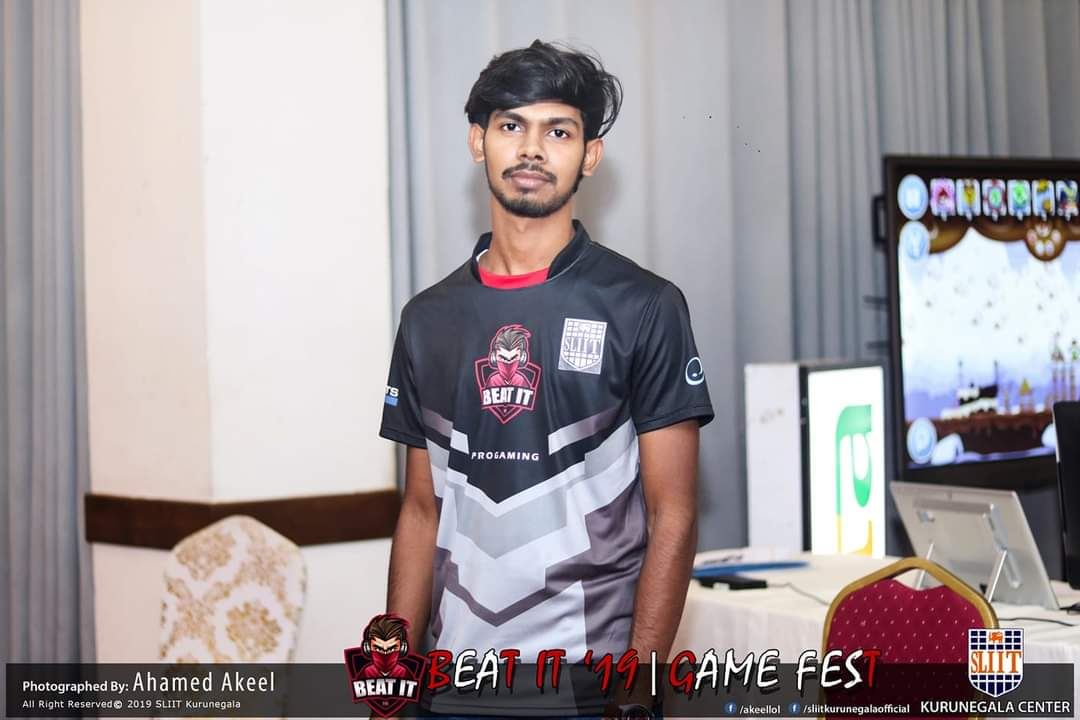 SLIIT
BEAT IT
PROGAMING
TS
BEAT IT
BEAT IT '19 | GAME FEST
SLIIT
Photographed By: Ahamed Akeel
All Right Reserved© 2019 SLIIT Kurunegala
f /akeellol f /sliitkurunegalaofficial
KURUNEGALA CENTER